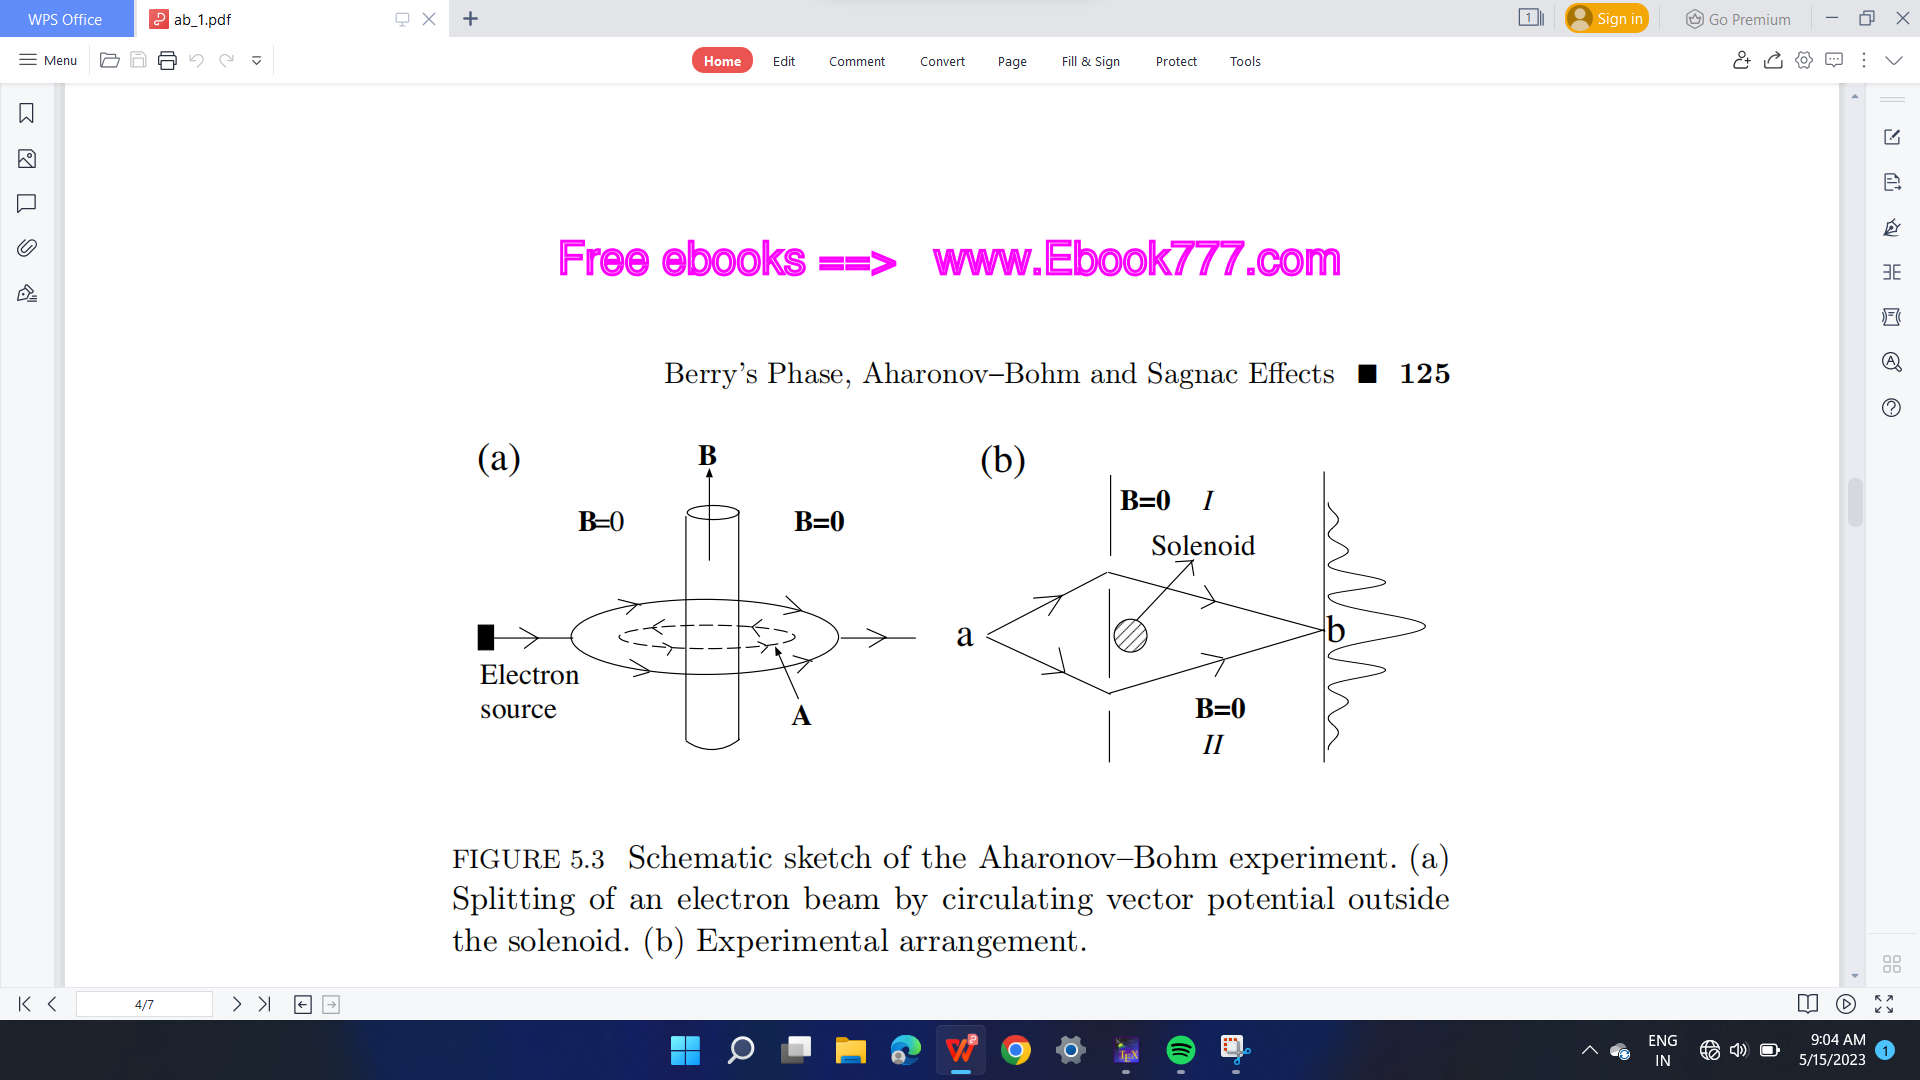 WPS Office
ab_1.pdf
1
Sign in
Go Premium
Menu
Home
Edit
Comment
Convert
Page
Fill & Sign
Protect
Tools
Free ebooks ==> www.Ebook777.com
Berry's Phase, Aharonov–Bohm and Sagnac Effects ■ 125
(a)
B
B=0
B=0
Electron
source
A
(b)
B=0 I
Solenoid
a
b
B=0
II
FIGURE 5.3 Schematic sketch of the Aharonov–Bohm experiment. (a)
Splitting of an electron beam by circulating vector potential outside
the solenoid. (b) Experimental arrangement.
4/7
TEX
ENG
IN
9:04 AM
5/15/2023
1